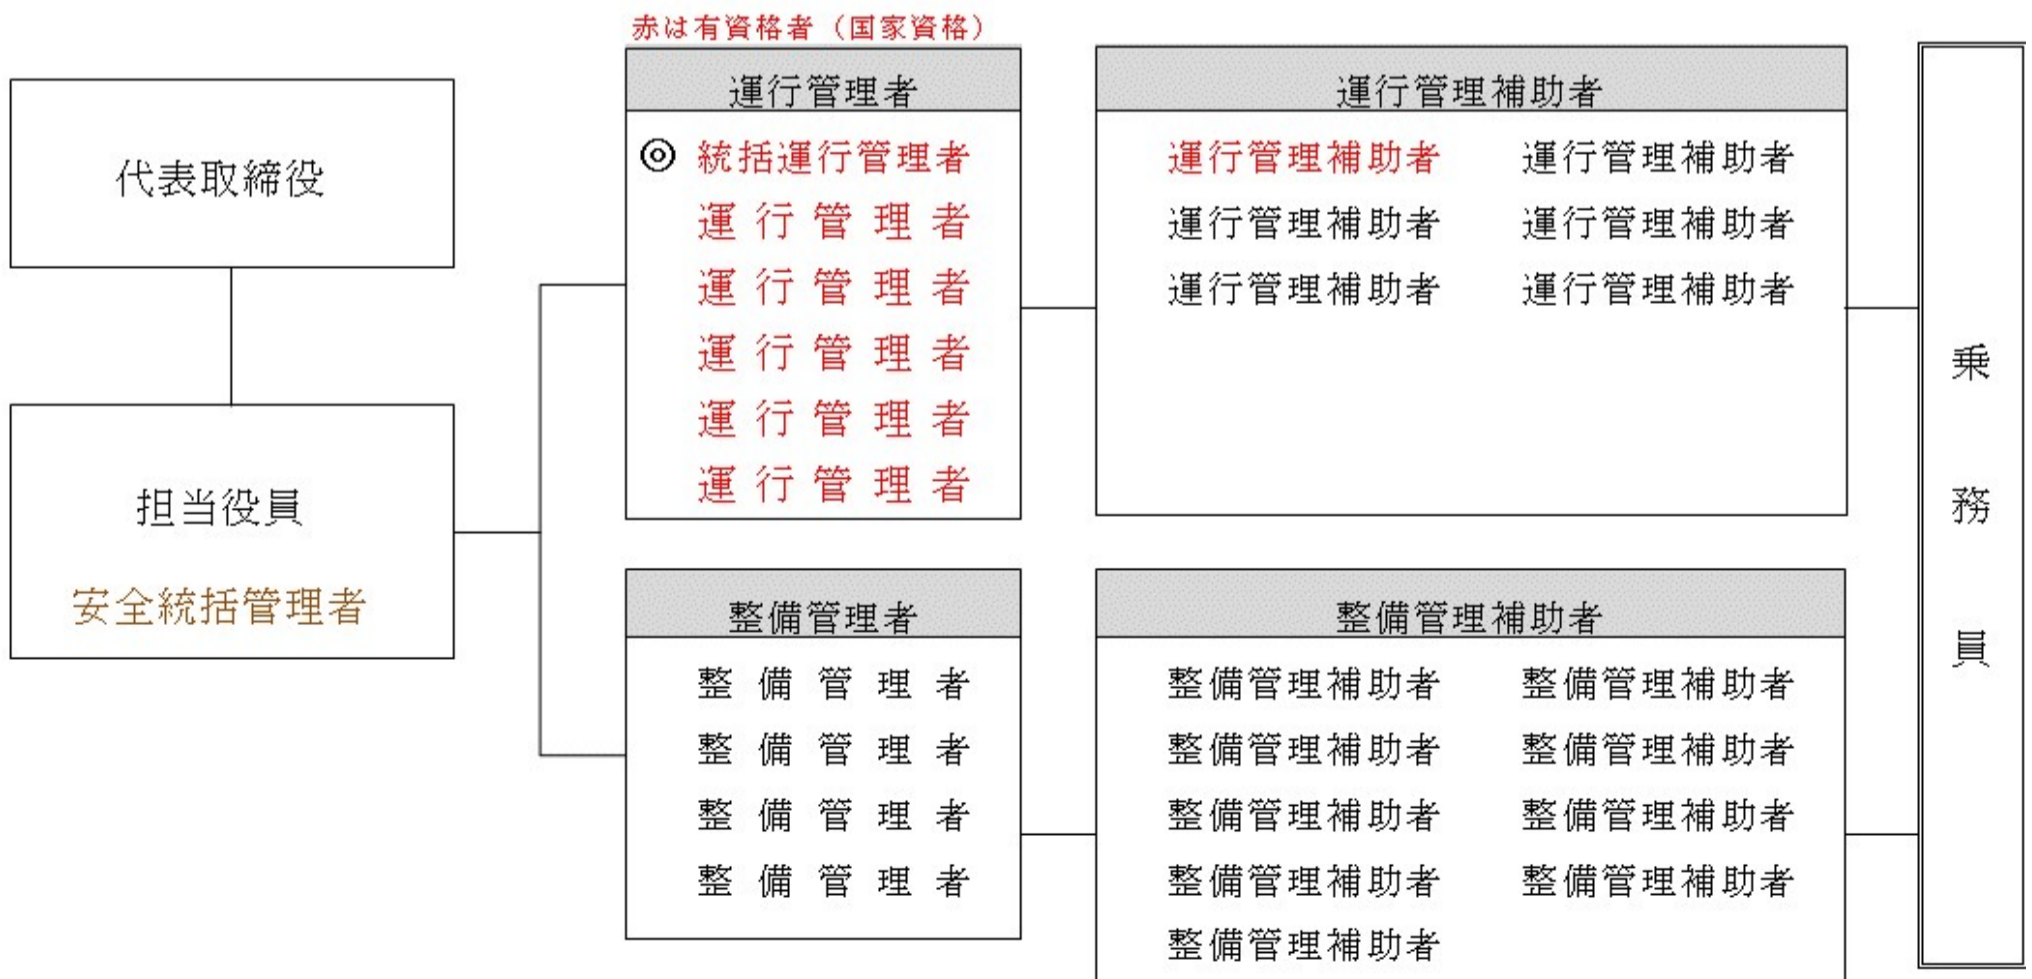 赤は有資格者（国家資格）
代表取締役
担当役員
安全統括管理者
運行管理者
◎ 統括運行管理者
運行管理者
運行管理者
運行管理者
運行管理者
運行管理者
運行管理補助者
運行管理補助者 運行管理補助者
運行管理補助者 運行管理補助者
運行管理補助者 運行管理補助者
整備管理者
整備管理者
整備管理者
整備管理者
整備管理者
整備管理補助者
整備管理補助者 整備管理補助者
整備管理補助者 整備管理補助者
整備管理補助者 整備管理補助者
整備管理補助者 整備管理補助者
整備管理補助者
乗務員